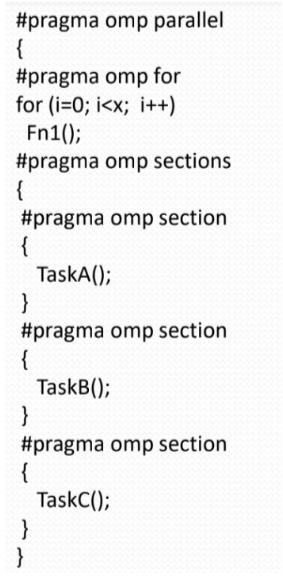 #pragma omp parallel
{
#pragma omp for
for (i=0; i<x; i++)
Fn1();
#pragma omp sections
{
#pragma omp section
{
TaskA();
}
#pragma omp section
{
TaskB();
}
#pragma omp section
{
TaskC();
}
}